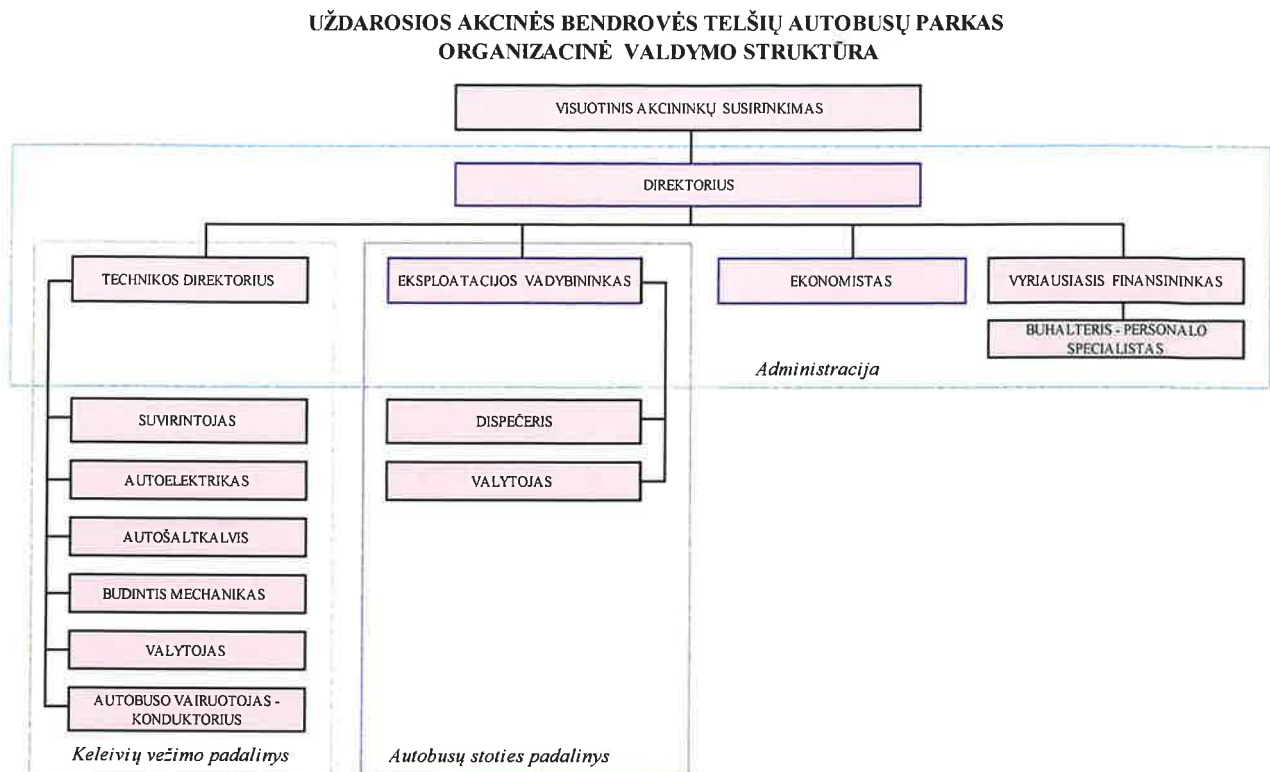 UŽDAROSIOS AKCINĖS BENDROVĖS TELŠIŲ AUTOBUSŲ PARKAS
ORGANIZACINĖ VALDYMO STRUKTŪRA
VISUOTINIS AKCININKŲ SUSIRINKIMAS
DIREKTORIUS
TECHNIKOS DIREKTORIUS
EKSPLOATACIJOS VADYBININKAS
EKONOMISTAS
VYRIAUSIASIS FINANSININKAS
BUHALTERIS - PERSONALO
SPECIALISTAS
Administracija
SUVIRINTOJAS
AUTOELEKTRIKAS
AUTOŠALTKALVIS
BUDINTIS MECHANIKAS
VALYTOJAS
AUTOBUSO VAIRUOTOJAS -
KONDUKTORIUS
Keleivių vežimo padalinys
DISPEČERIS
VALYTOJAS
Autobusų stoties padalinys